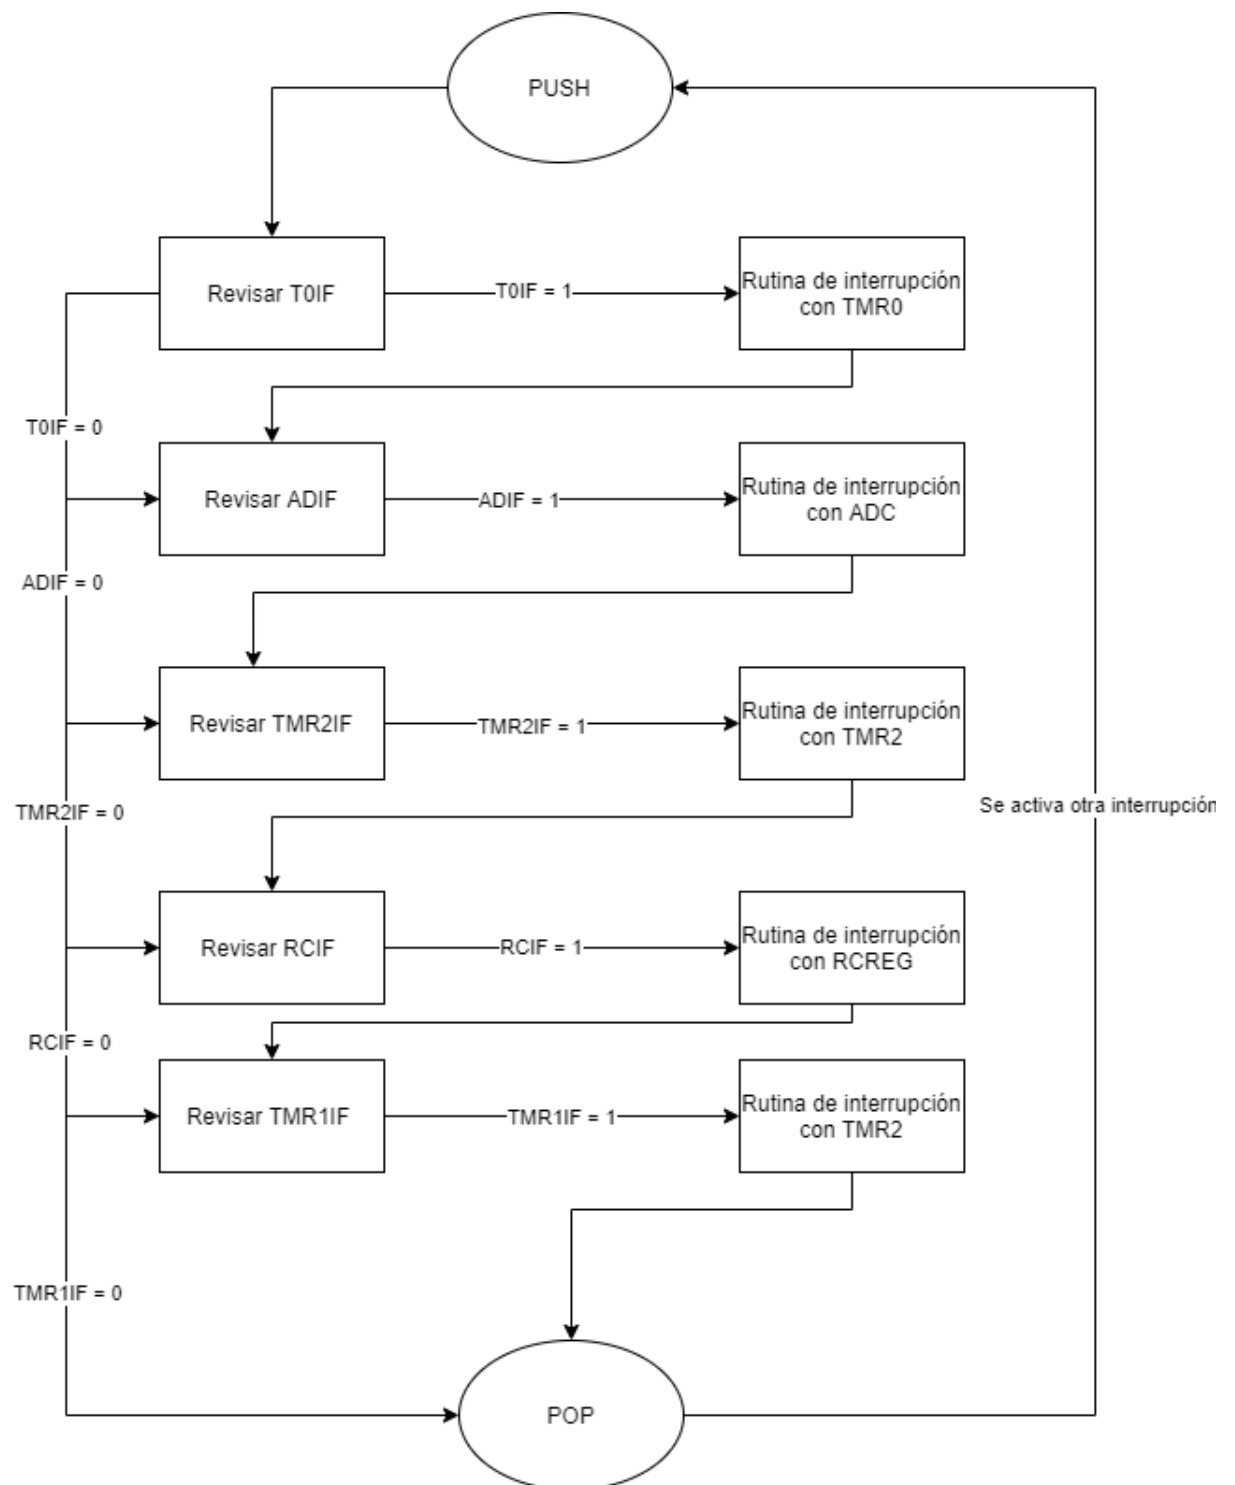 PUSH
Revisar T0IF
T0IF = 1
Rutina de interrupción
con TMR0
T0IF = 0
Revisar ADIF
ADIF = 1
Rutina de interrupción
con ADC
ADIF = 0
Revisar TMR2IF
TMR2IF = 1
Rutina de interrupción
con TMR2
TMR2IF = 0
Se activa otra interrupción
Revisar RCIF
RCIF = 1
Rutina de interrupción
con RCREG
RCIF = 0
Revisar TMR1IF
TMR1IF = 1
Rutina de interrupción
con TMR2
TMR1IF = 0
POP